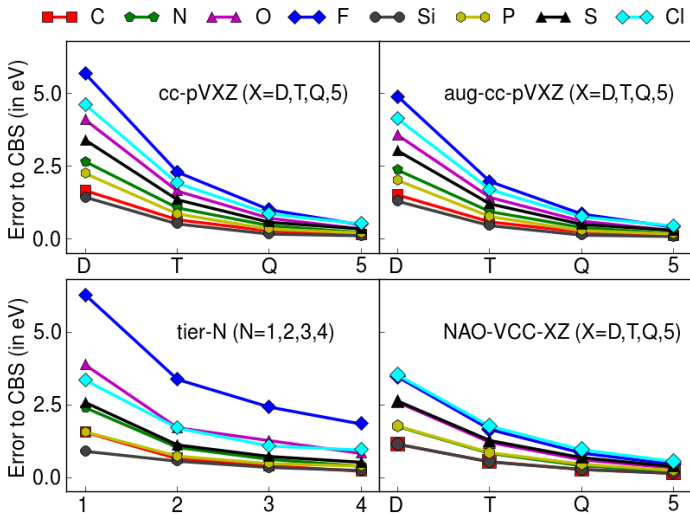 C N O F Si P S Cl
Error to CBS (in eV)
5.0
2.5
0.0
cc-pVXZ (X=D,T,Q,5)
D T Q 5
aug-cc-pVXZ (X=D,T,Q,5)
D T Q 5
Error to CBS (in eV)
5.0
2.5
0.0
tier-N (N=1,2,3,4)
1 2 3 4
NAO-VCC-XZ (X=D,T,Q,5)
D T Q 5